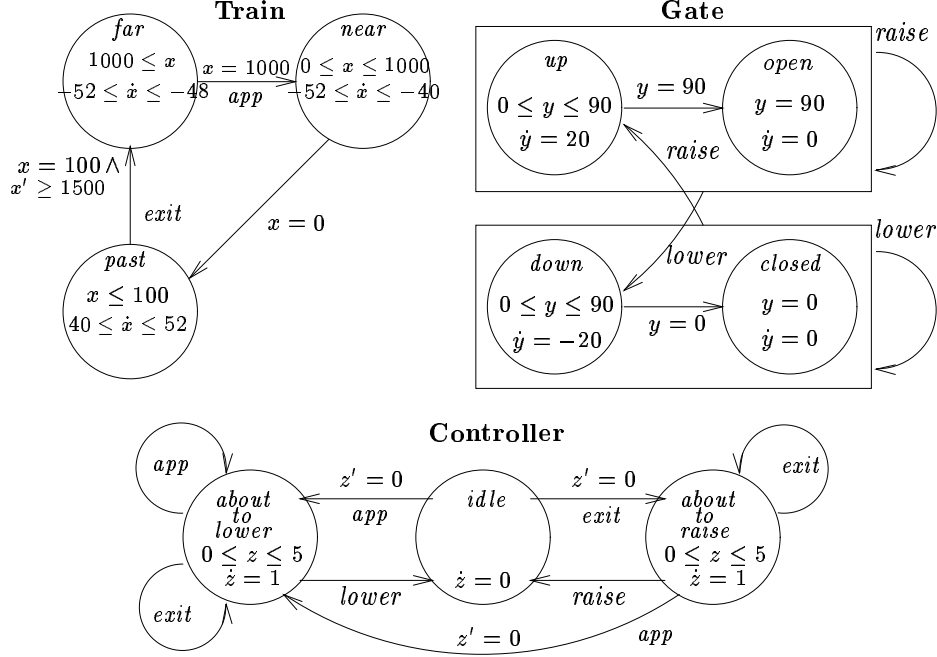 Train
far
1000 ≤ x
−52 ≤ ẋ ≤ −48
x = 1000
app
near
0 ≤ x ≤ 1000
−52 ≤ ẋ ≤ −40
x = 100 ∧
x′ ≥ 1500
exit
x = 0
past
x ≤ 100
40 ≤ ẋ ≤ 52
Gate
up
0 ≤ y ≤ 90
ẏ = 20
y = 90
open
y = 90
ẏ = 0
raise
raise
lower
down
0 ≤ y ≤ 90
ẏ = −20
y = 0
closed
y = 0
ẏ = 0
lower
Controller
app
about
to
lower
0 ≤ z ≤ 5
ż = 1
exit
z′ = 0
app
idle
ż = 0
z′ = 0
exit
about
to
raise
0 ≤ z ≤ 5
ż = 1
exit
lower
raise
z′ = 0
app